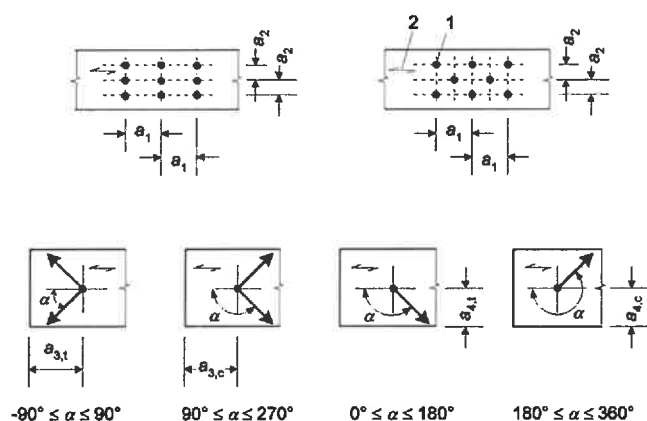 2 1
a₂
a₂
a₂
a₂
a₁
a₁
a₁
a₁
α
α
α
α
a₃,t
a₃,c
a₄,t
a₄,c
-90° ≤ α ≤ 90°
90° ≤ α ≤ 270°
0° ≤ α ≤ 180°
180° ≤ α ≤ 360°